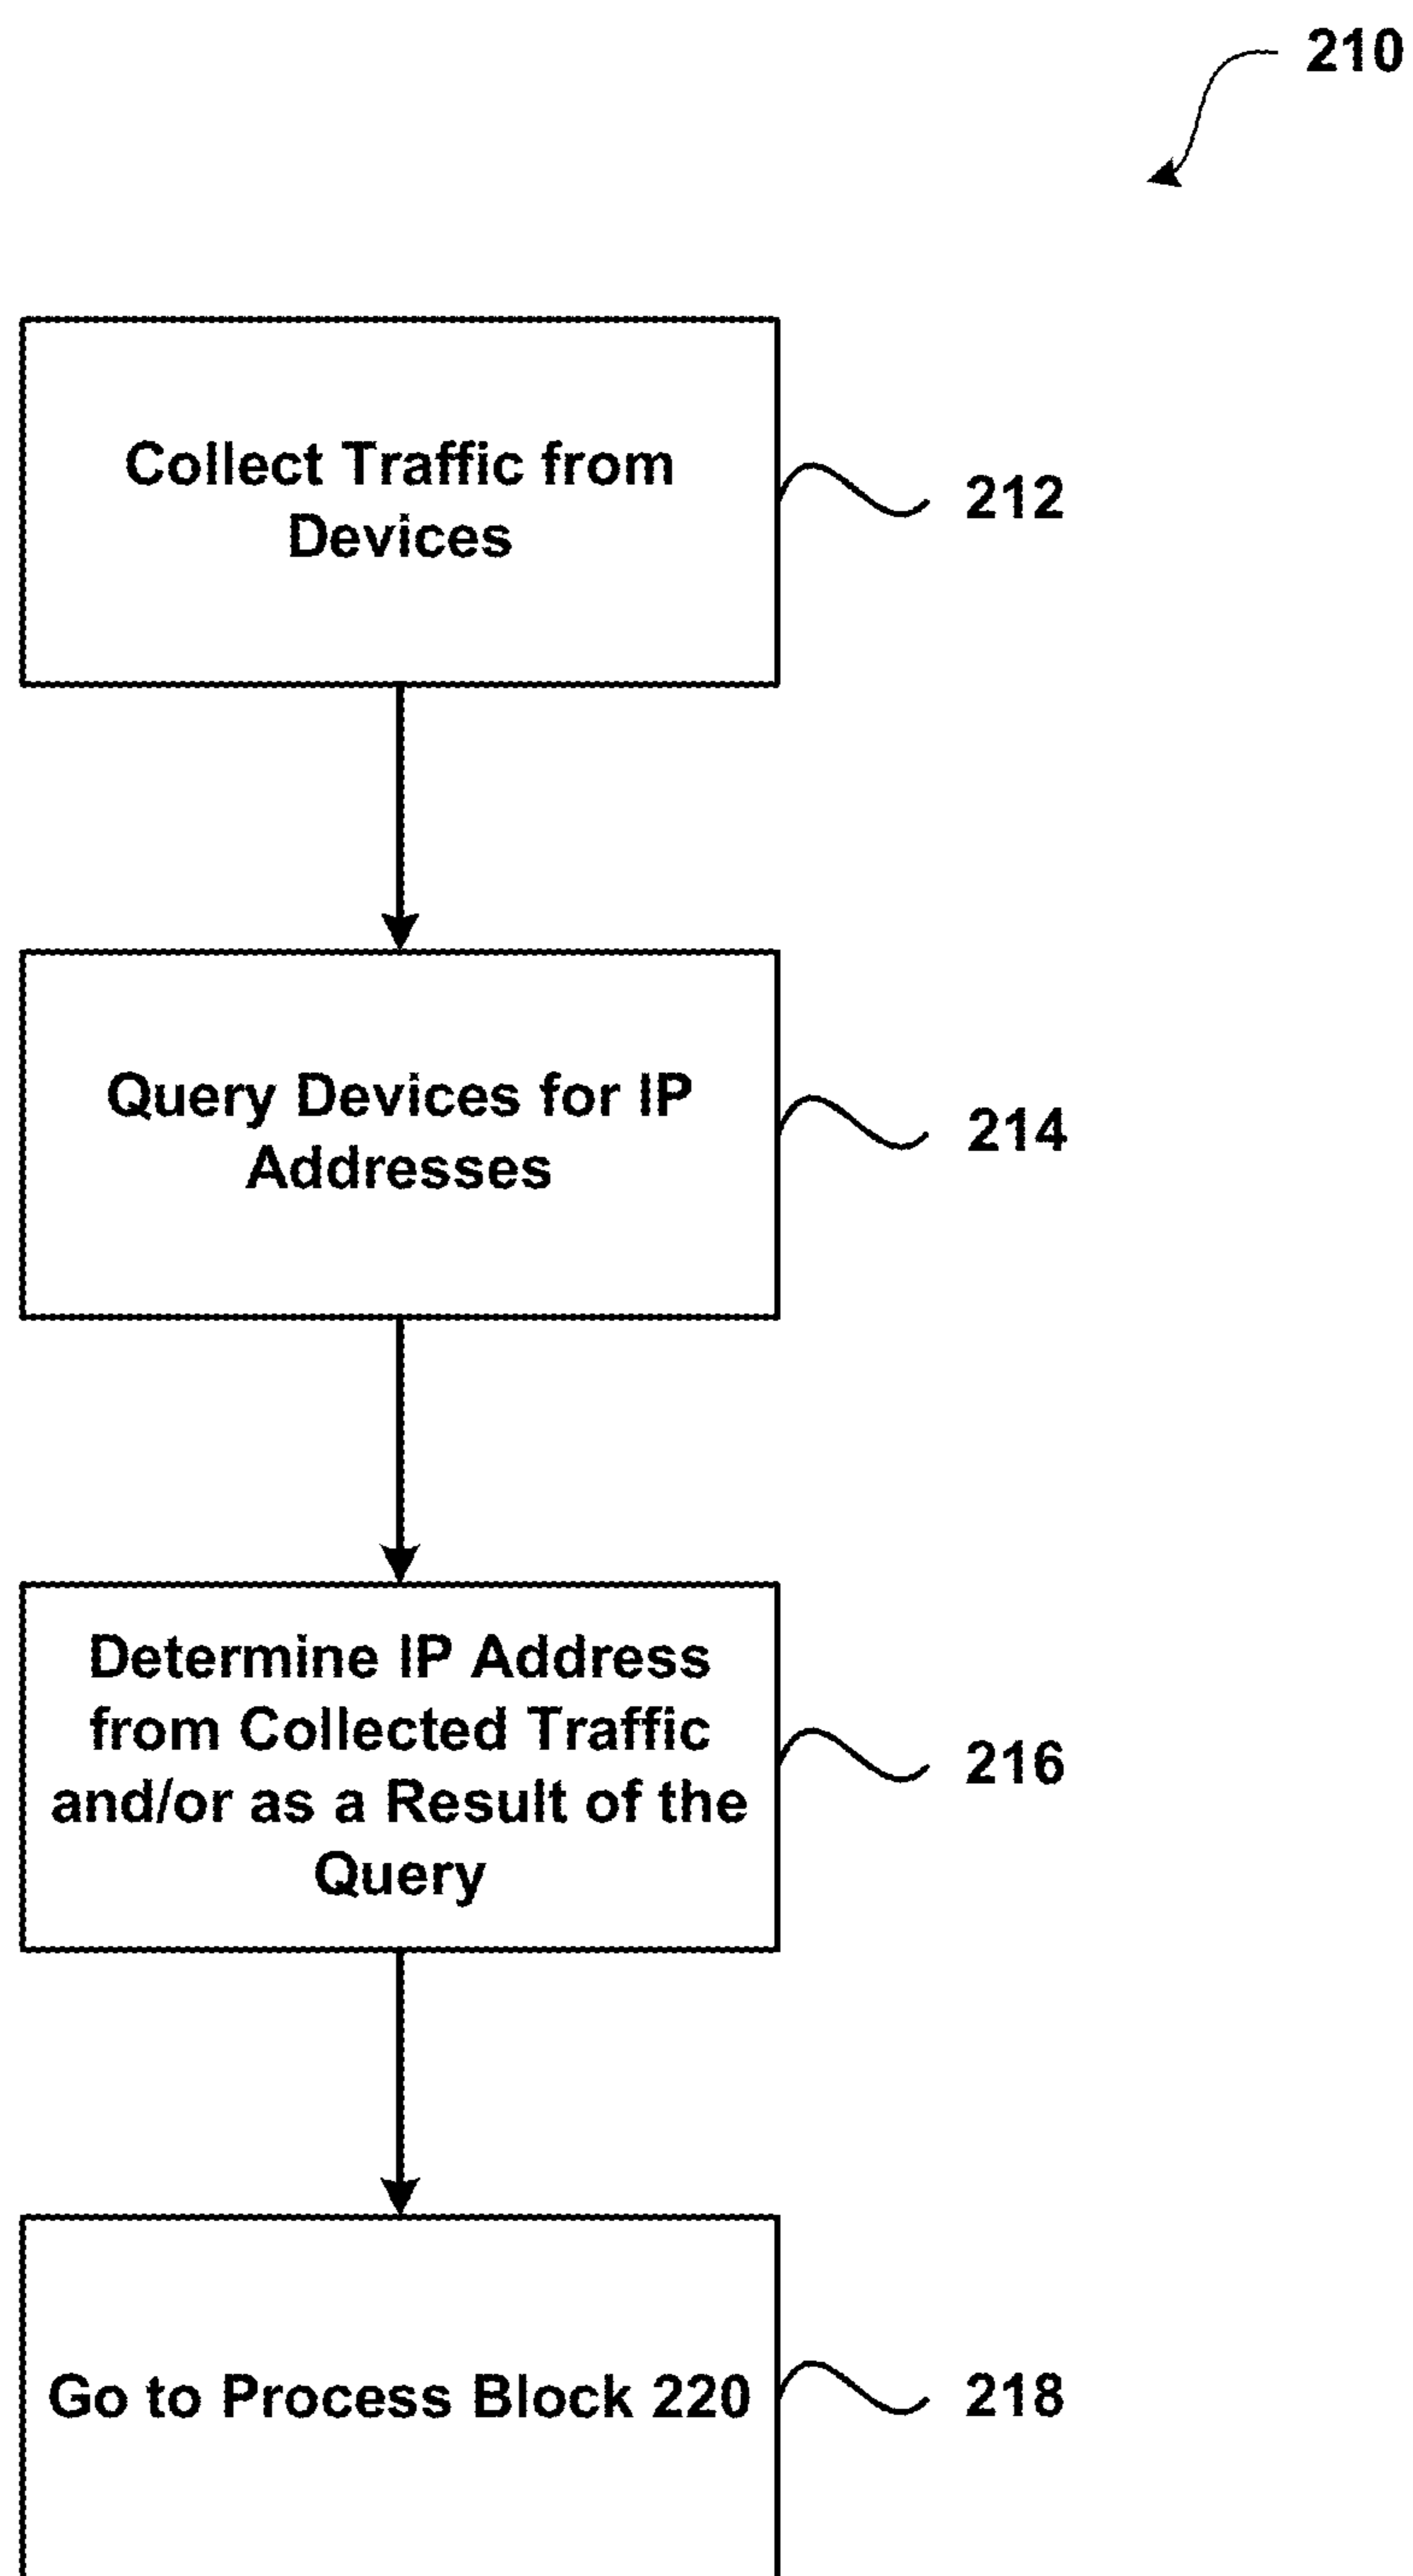 210
Collect Traffic from
Devices
212
Query Devices for IP
Addresses
214
Determine IP Address
from Collected Traffic
and/or as a Result of the
Query
216
Go to Process Block 220
218